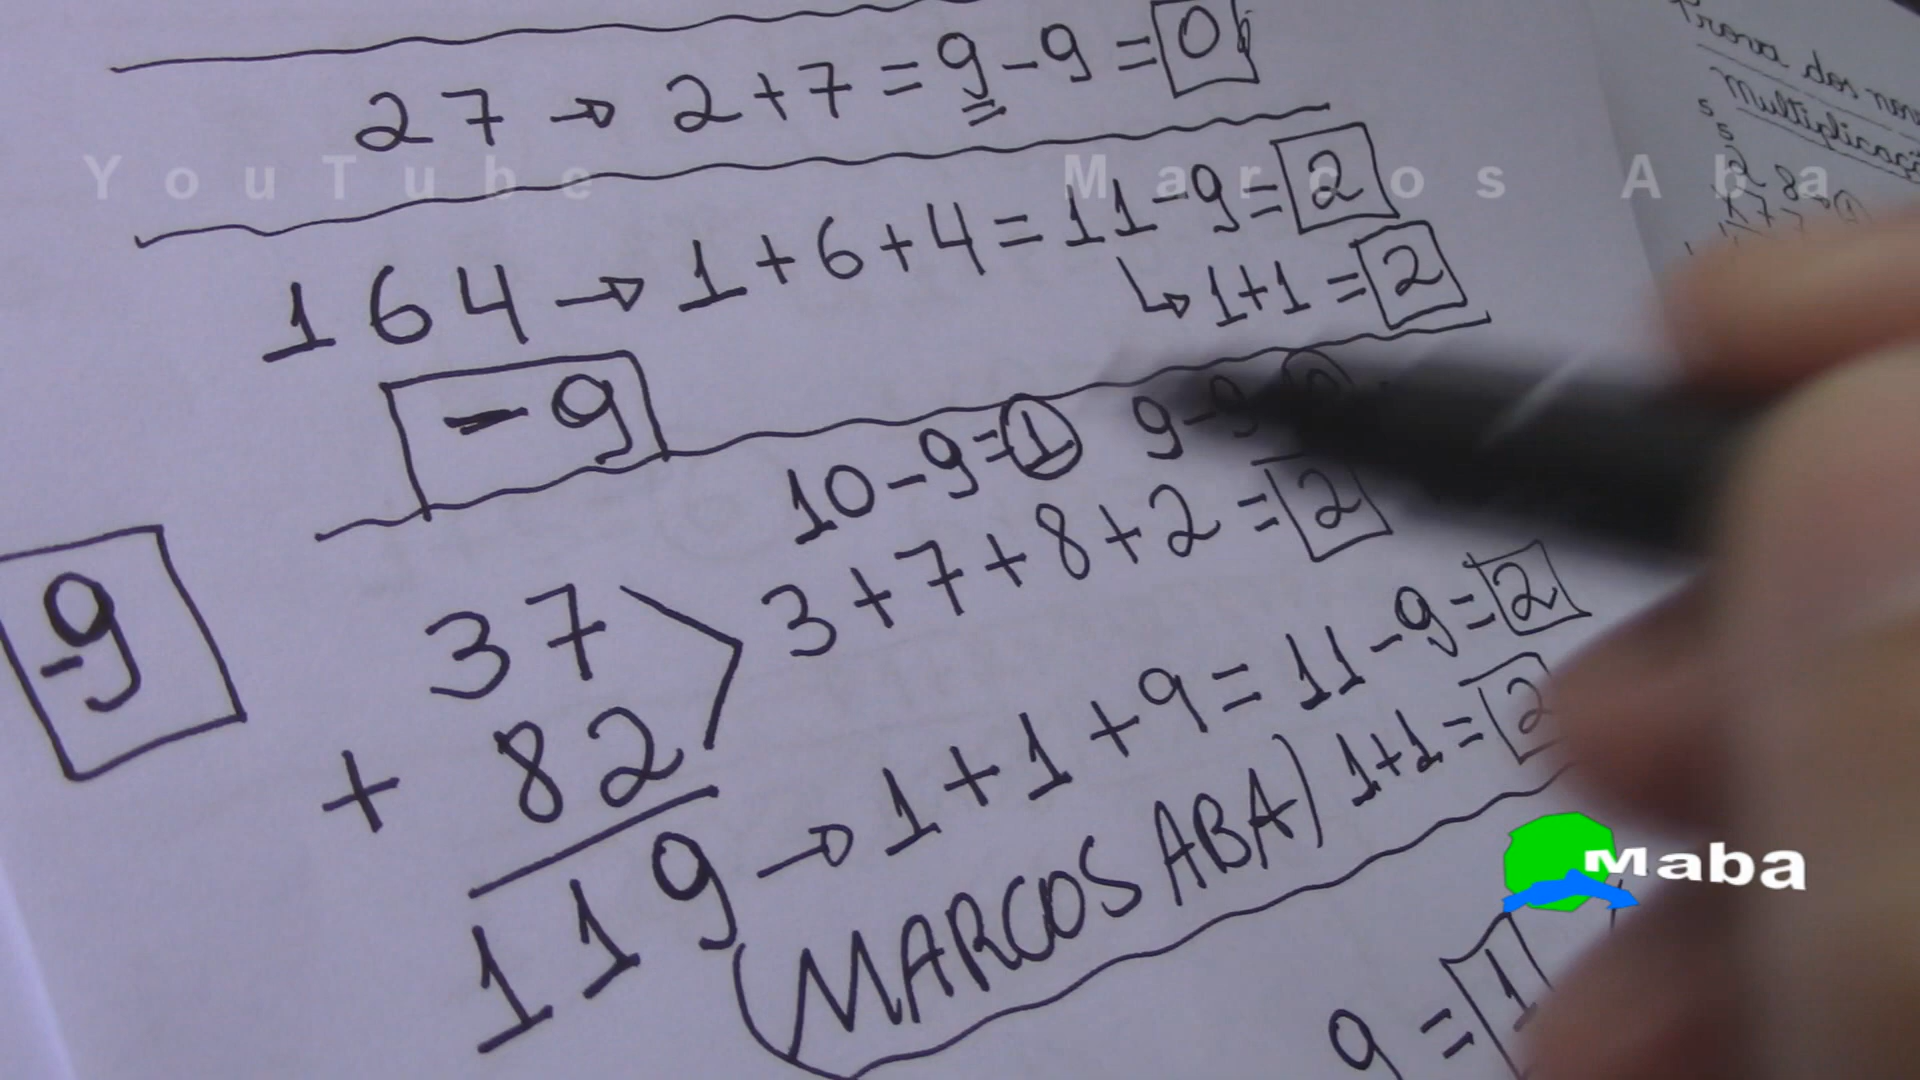 27 → 2+7=9-9=0
YouTube Marcos Aba
164 → 1+6+4=11-9=2
↳ 1+1=2
-9
10-9=1 9-9
3+7+8+2=2
-9
37
+ 82
119 → 1+1+9=11-9=2
1+1=2
(MARCOS ABA)
Maba
9=1
Multiplicação